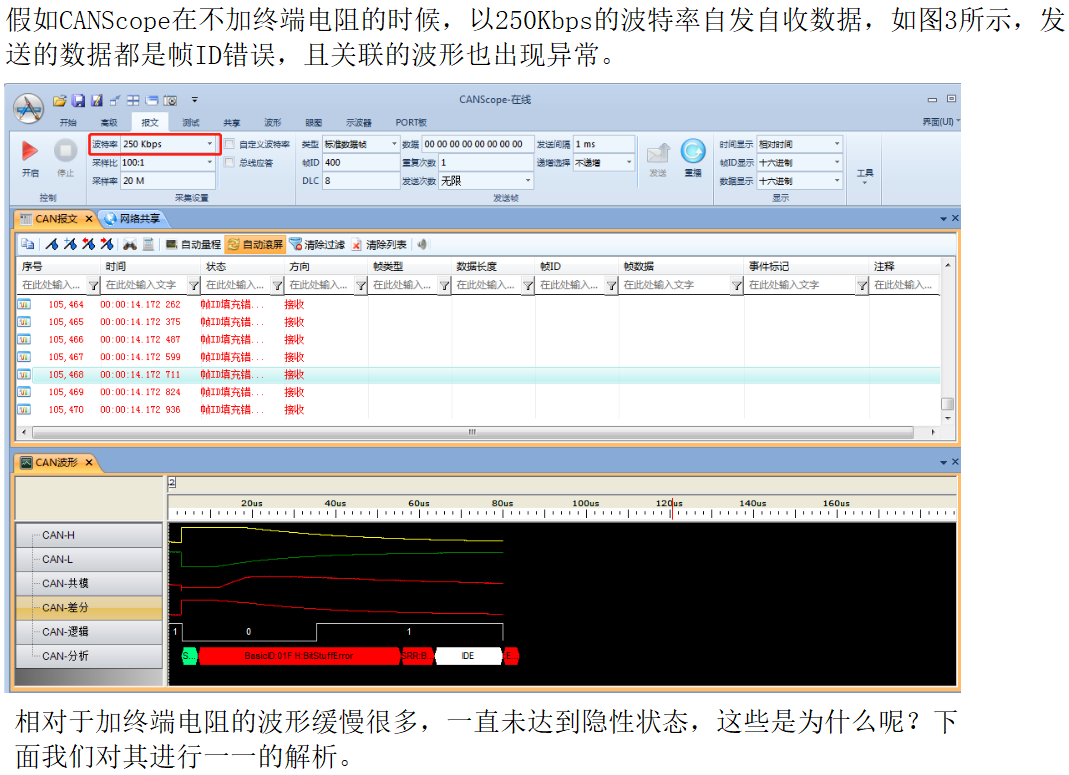 假如CANScope在不加终端电阻的时候，以250Kbps的波特率自发自收数据，如图3所示，发
送的数据都是帧ID错误，且关联的波形也出现异常。
CANScope-在线
开始 高级 报文 测试 共享 波形 眼图 示波器 PORT板 界面(UI)
波特率 250 Kbps 自定义波特率 类型 标准数据帧 数据 00 00 00 00 00 00 00 00 发送间隔 1 ms 时间显示 相对时间
采样比 100:1 总线应答 帧ID 400 重复次数 1 递增选择 不递增 帧ID显示 十六进制
开启 停止 采样率 20 M DLC 8 发送次数 无限 发送 重播 数据显示 十六进制 工具
控制 采集设置 发送帧 显示
CAN报文 网络共享
自动量程 自动滚屏 清除过滤 清除列表
序号 时间 状态 方向 帧类型 数据长度 帧ID 帧数据 事件标记 注释
在此处输入... 在此处输入文字 在此处输入... 在此处输入... 在此处输入... 在此处输入... 在此处输入... 在此处输入文字 在此处输入文字 在此处输入...
105,464 00:00:14.172 262 帧ID填充错... 接收
105,465 00:00:14.172 375 帧ID填充错... 接收
105,466 00:00:14.172 487 帧ID填充错... 接收
105,467 00:00:14.172 599 帧ID填充错... 接收
105,468 00:00:14.172 711 帧ID填充错... 接收
105,469 00:00:14.172 824 帧ID填充错... 接收
105,470 00:00:14.172 936 帧ID填充错... 接收
CAN波形
2
20us 40us 60us 80us 100us 120us 140us 160us
CAN-H
CAN-L
CAN-共模
CAN-差分
CAN-逻辑 1 0 1
CAN-分析 S... BasicID:01F H:BitStuffError SRR:B... IDE E...
相对于加终端电阻的波形缓慢很多，一直未达到隐性状态，这些是为什么呢？下
面我们对其进行一一的解析。